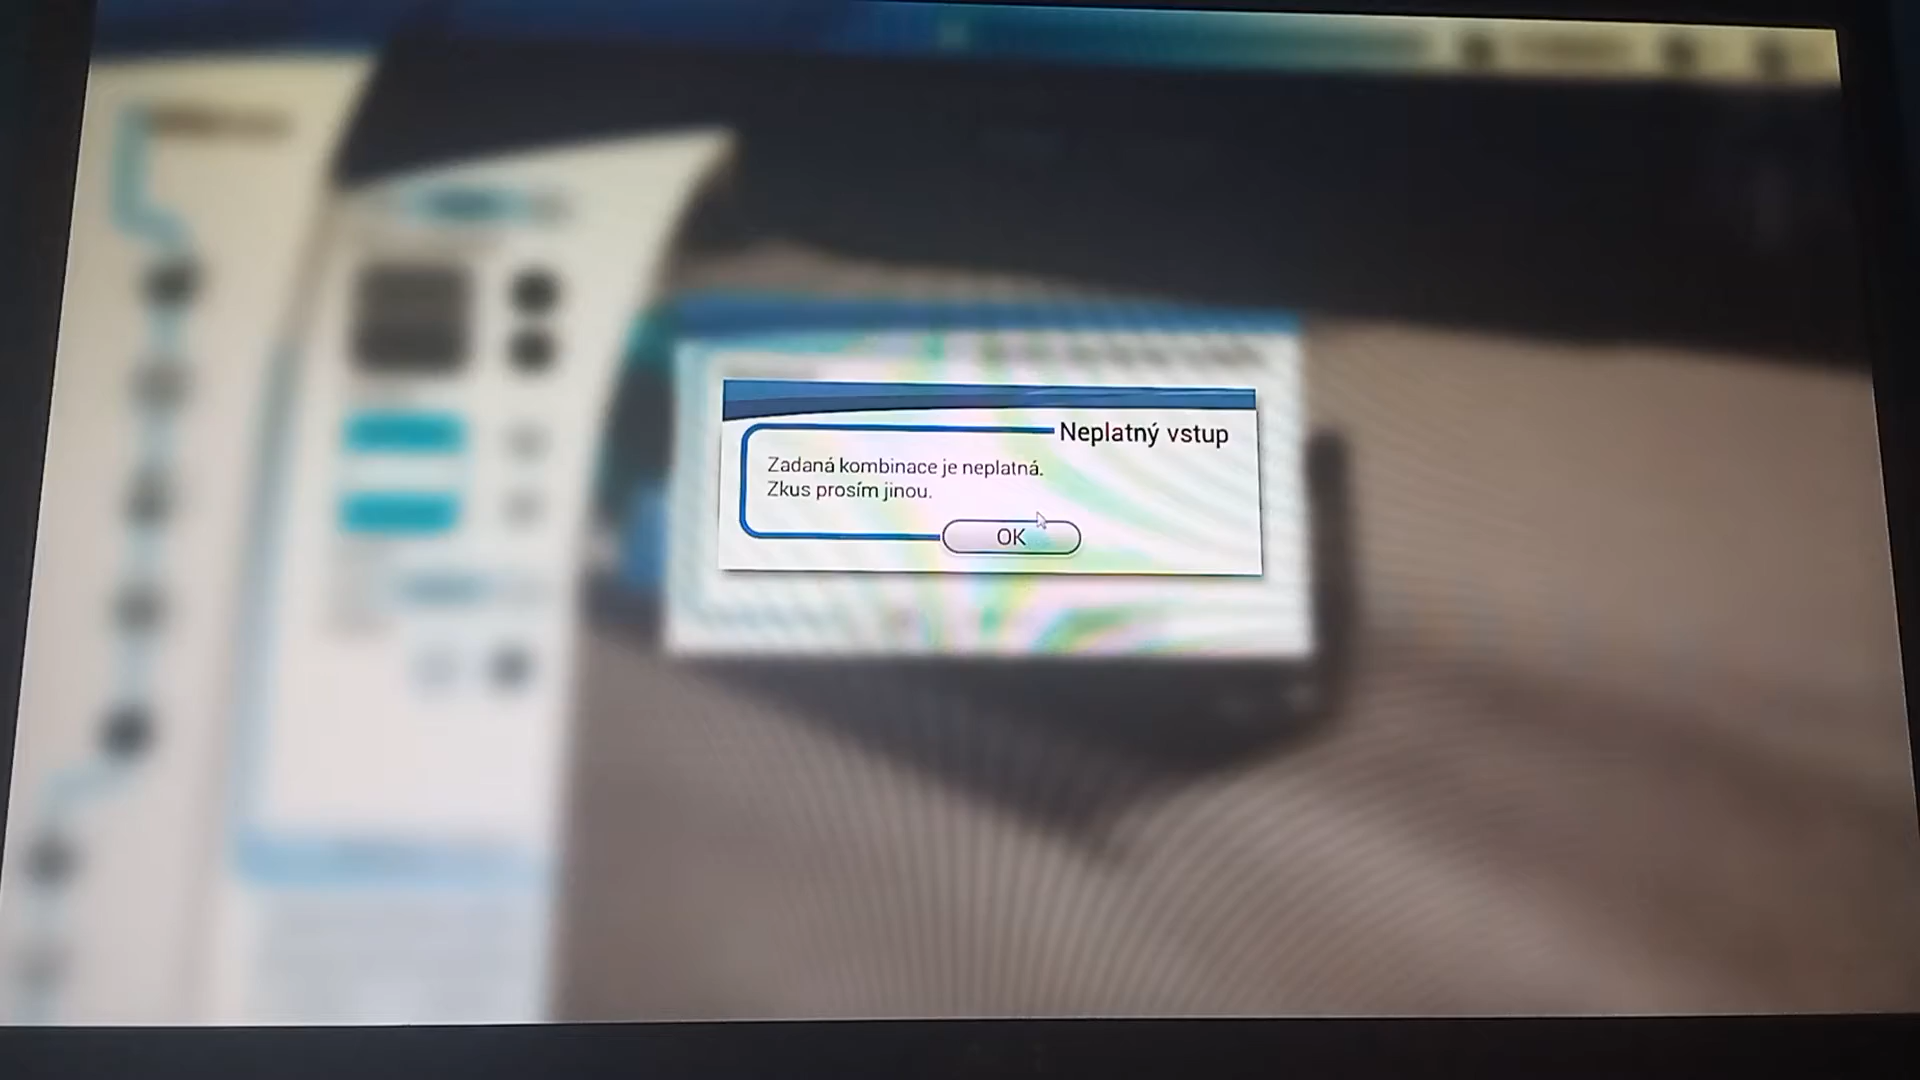 Neplatný vstup
Zadaná kombinace je neplatná.
Zkus prosím jinou.
OK